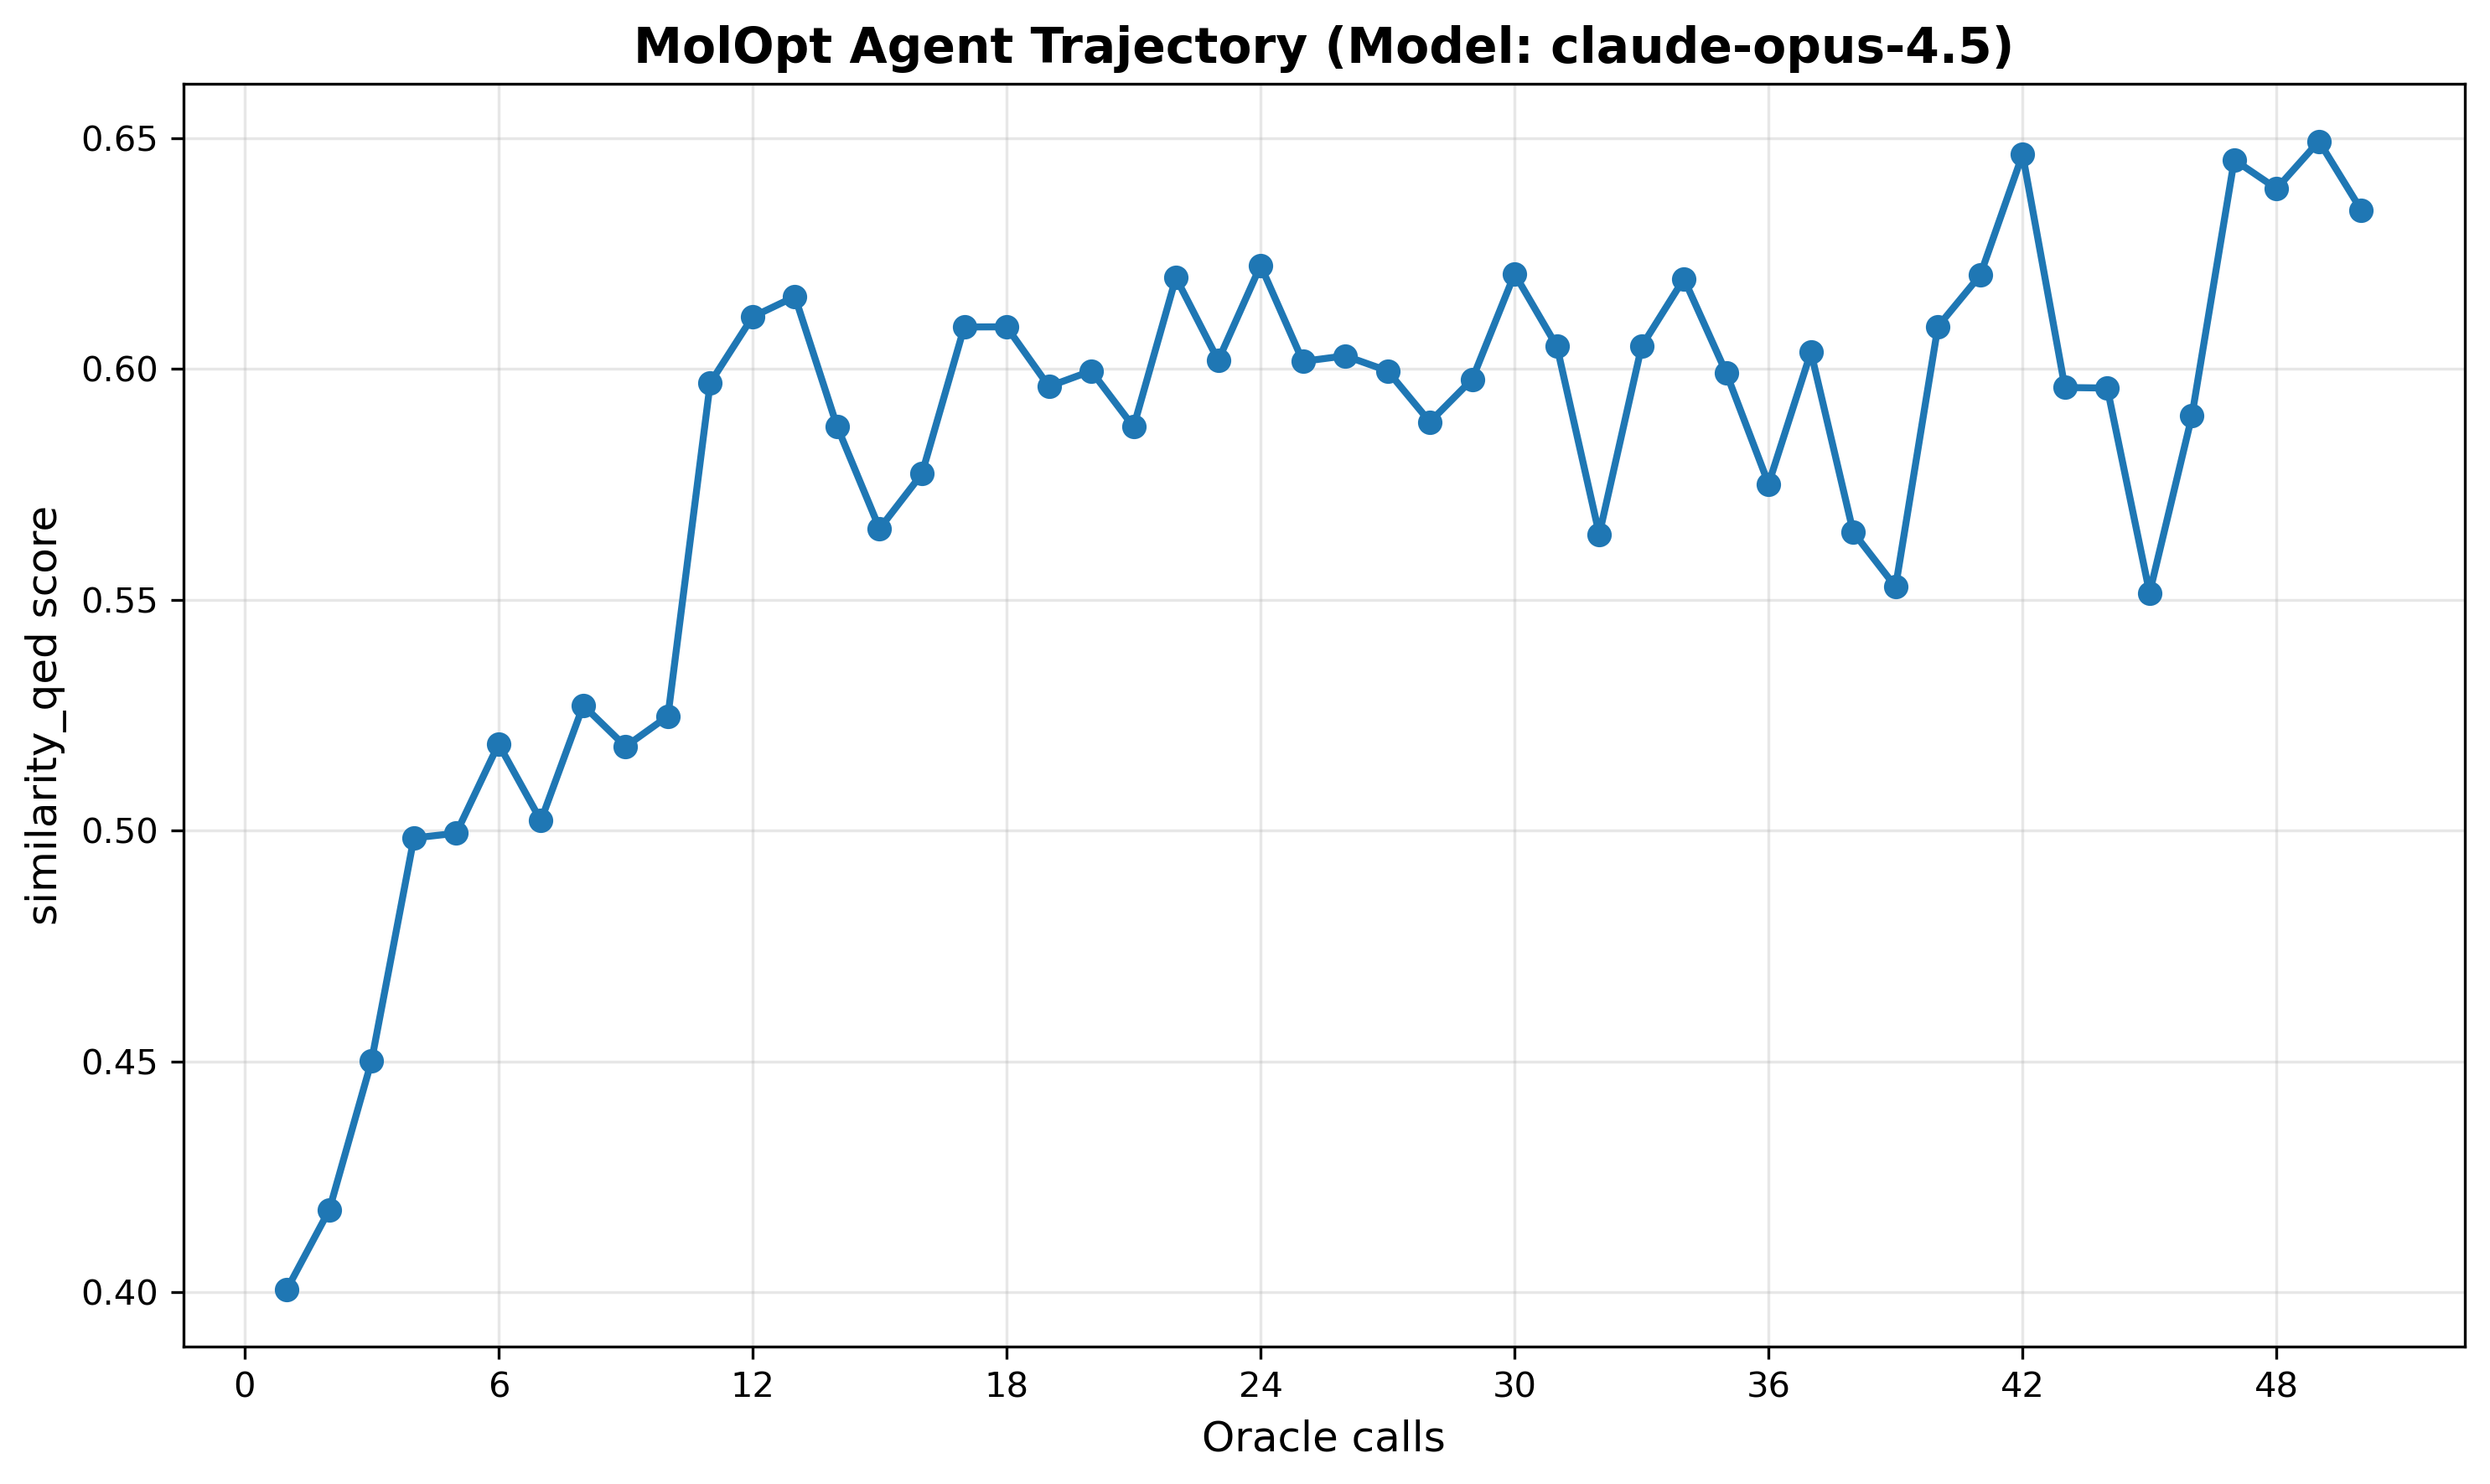 MolOpt Agent Trajectory (Model: claude-opus-4.5)
similarity_qed score
0.65
0.60
0.55
0.50
0.45
0.40
0 6 12 18 24 30 36 42 48
Oracle calls